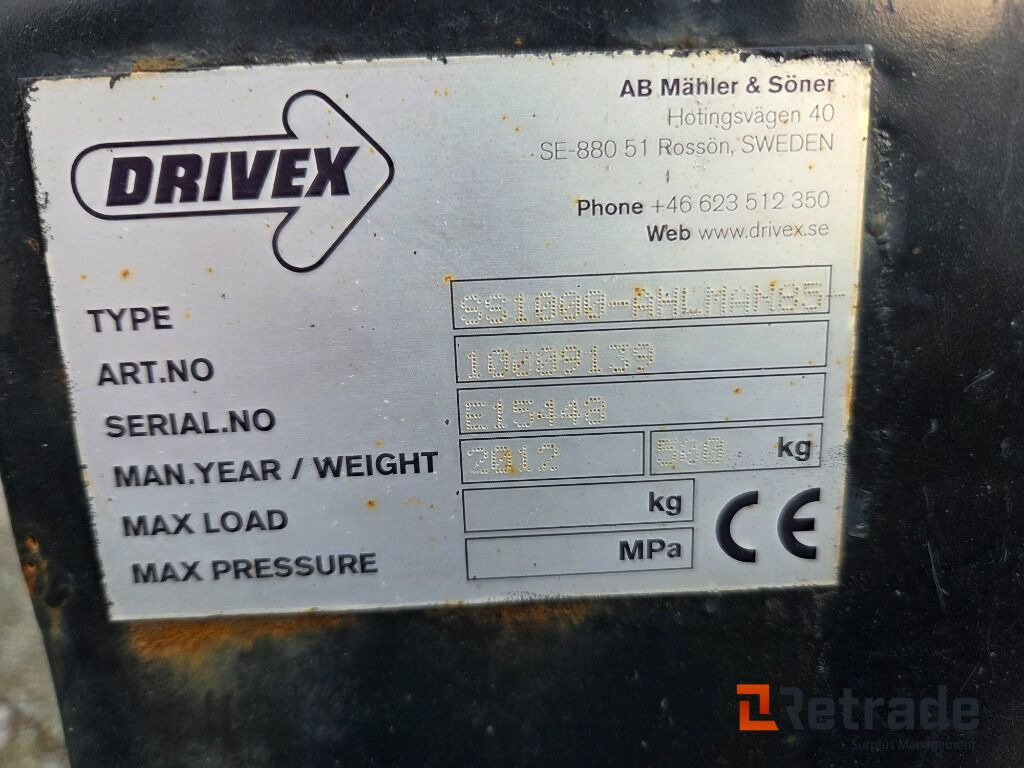 DRIVEX
AB Mähler & Söner
Hotingsvägen 40
SE-880 51 Rossön, SWEDEN
Phone +46 623 512 350
Web www.drivex.se
TYPE SS1000-AHLMAN85-
ART.NO 10009139
SERIAL.NO
MAN.YEAR / WEIGHT 2012 kg
MAX LOAD kg
MAX PRESSURE MPa
CE
Retrade
Surplus Management